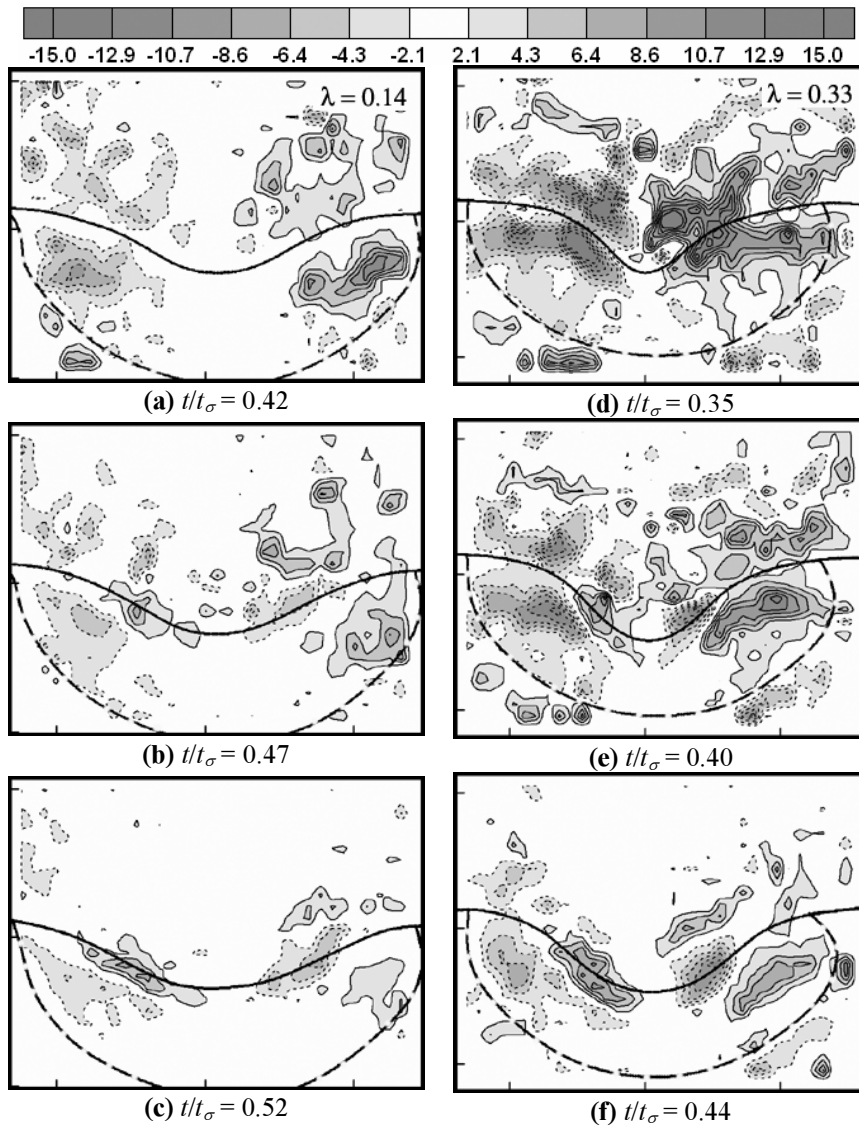 -15.0 -12.9 -10.7 -8.6 -6.4 -4.3 -2.1 2.1 4.3 6.4 8.6 10.7 12.9 15.0
λ = 0.14
λ = 0.33
(a) t/tσ = 0.42
(d) t/tσ = 0.35
(b) t/tσ = 0.47
(e) t/tσ = 0.40
(c) t/tσ = 0.52
(f) t/tσ = 0.44